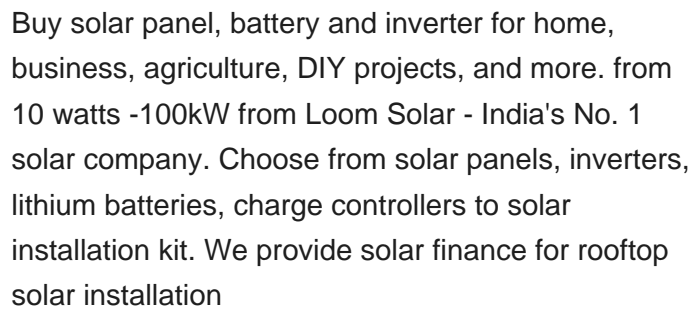 Buy solar panel, battery and inverter for home,
business, agriculture, DIY projects, and more. from
10 watts -100kW from Loom Solar - India's No. 1
solar company. Choose from solar panels, inverters,
lithium batteries, charge controllers to solar
installation kit. We provide solar finance for rooftop
solar installation